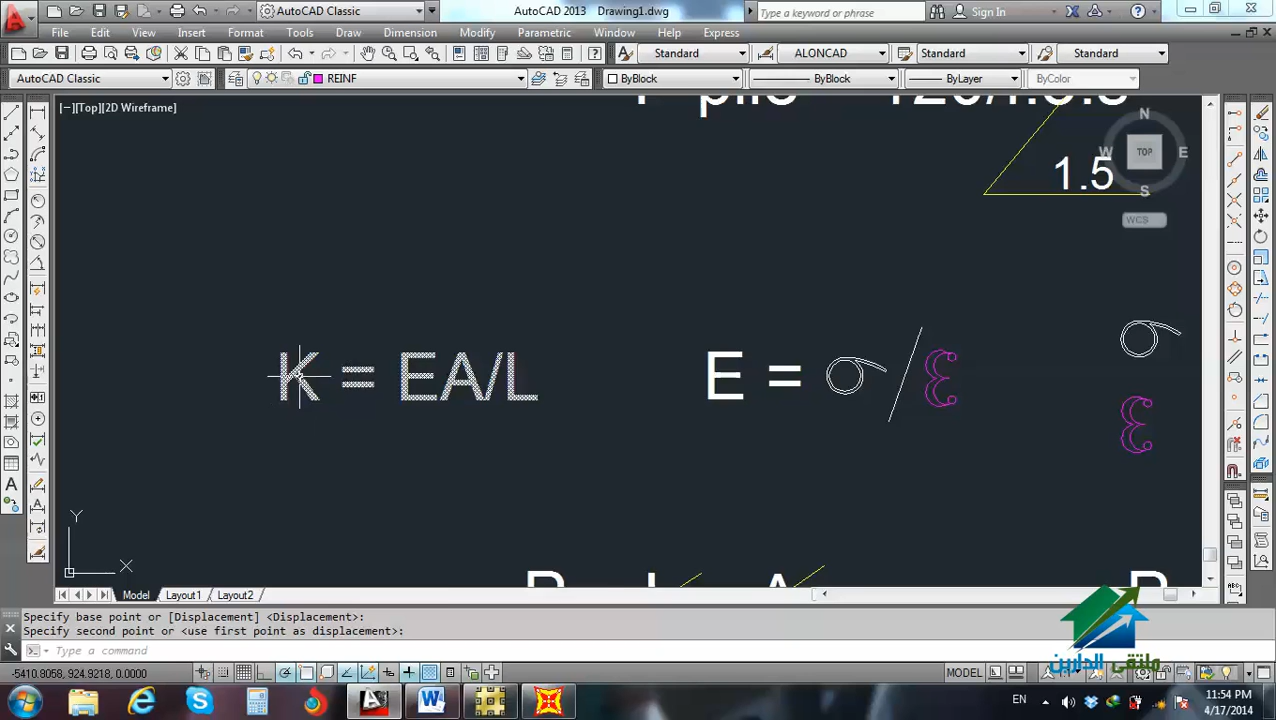 AutoCAD Classic
AutoCAD 2013 Drawing1.dwg
Type a keyword or phrase
Sign In
File Edit View Insert Format Tools Draw Dimension Modify Parametric Window Help Express
Standard
ALONCAD
Standard
Standard
AutoCAD Classic
REINF
ByBlock
ByBlock
ByLayer
ByColor
[−][Top][2D Wireframe]
N
W TOP E
S
WCS
1.5
K = EA/L
E = σ/ε
σ
ε
Y
X
Model Layout1 Layout2
Specify base point or [Displacement] <Displacement>:
Specify second point or <use first point as displacement>:
Type a command
-5410.8058, 924.9218, 0.0000
MODEL
ملتقى الدارين
EN
11:54 PM
4/17/2014